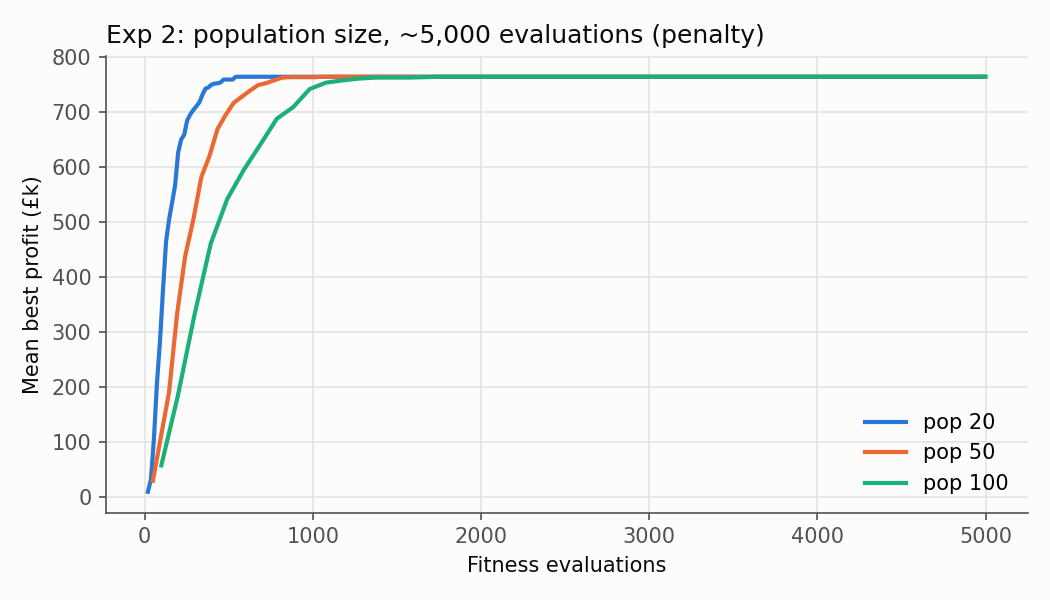 Exp 2: population size, ~5,000 evaluations (penalty)
Mean best profit (£k)
800
700
600
500
400
300
200
100
0
pop 20
pop 50
pop 100
0 1000 2000 3000 4000 5000
Fitness evaluations